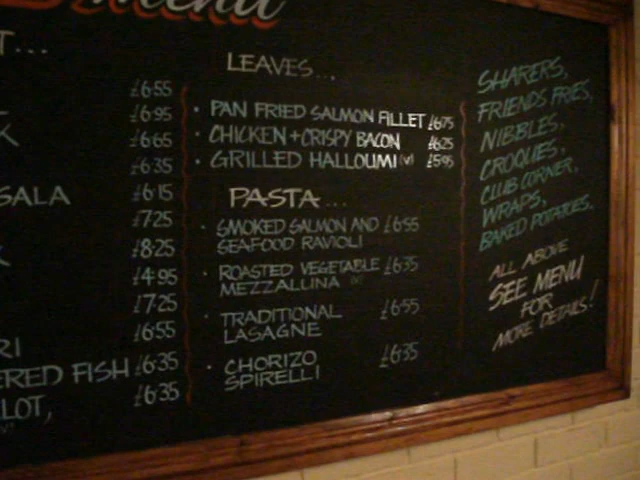 Menu
T...
£6.55
£6.95
K £6.65
£6.35
SALA £6.15
£7.25
K £8.25
£4.95
£7.25
RI £6.55
ERED FISH £6.35
LOT, £6.35
(V)
LEAVES...
• PAN FRIED SALMON FILLET £6.75
• CHICKEN + CRISPY BACON £6.25
• GRILLED HALLOUMI (V) £5.95
PASTA...
• SMOKED SALMON AND £6.55
SEAFOOD RAVIOLI
• ROASTED VEGETABLE £6.35
MEZZALLINA (V)
• TRADITIONAL £6.55
LASAGNE
• CHORIZO £6.35
SPIRELLI
SHARERS,
FRIENDS FRIES,
NIBBLES,
CROQUES,
CLUB CORNER,
WRAPS,
BAKED POTATOES.
ALL ABOVE
SEE MENU
FOR
MORE DETAILS!